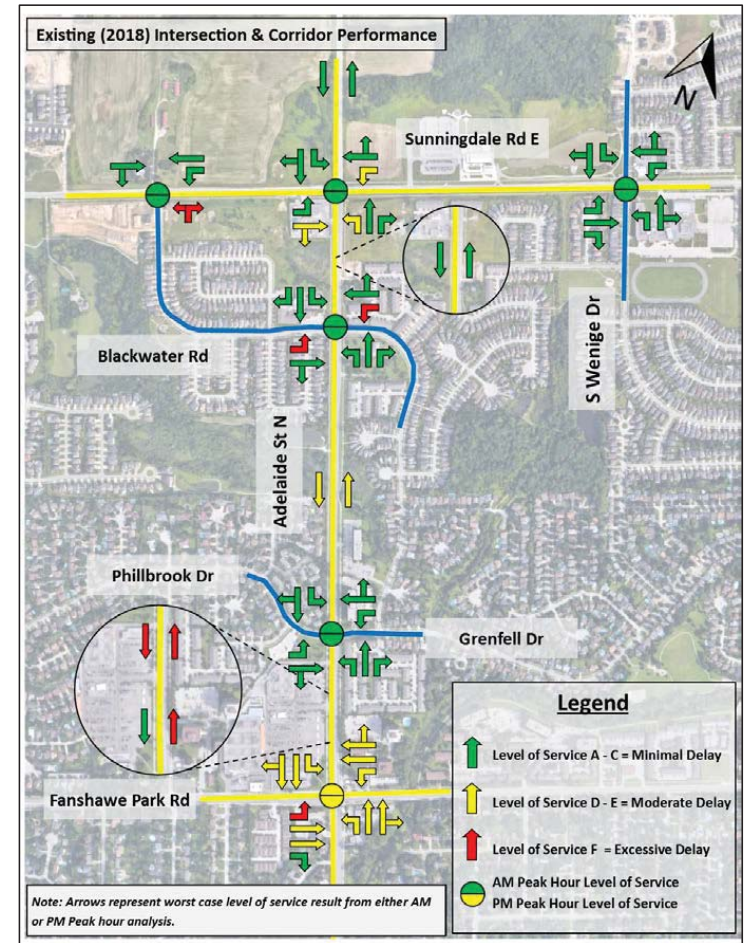 Existing (2018) Intersection & Corridor Performance
N
Sunningdale Rd E
S Wenige Dr
Blackwater Rd
Adelaide St N
Phillbrook Dr
Grenfell Dr
Fanshawe Park Rd
Legend
Level of Service A - C = Minimal Delay
Level of Service D - E = Moderate Delay
Level of Service F = Excessive Delay
AM Peak Hour Level of Service
PM Peak Hour Level of Service
Note: Arrows represent worst case level of service result from either AM
or PM Peak hour analysis.